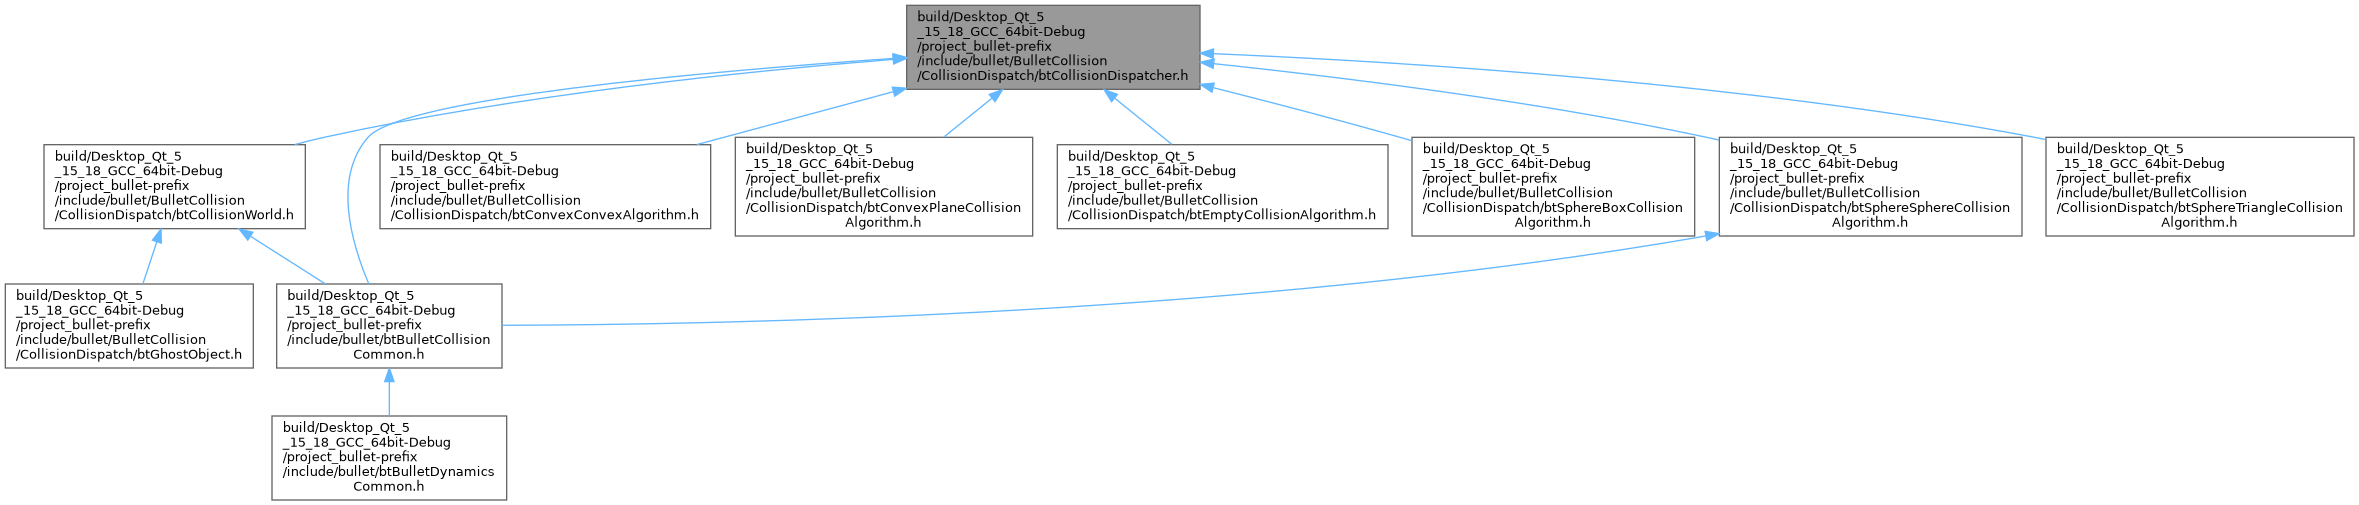 build/Desktop_Qt_5
_15_18_GCC_64bit-Debug
/project_bullet-prefix
/include/bullet/BulletCollision
/CollisionDispatch/btCollisionDispatcher.h
build/Desktop_Qt_5
_15_18_GCC_64bit-Debug
/project_bullet-prefix
/include/bullet/BulletCollision
/CollisionDispatch/btCollisionWorld.h
build/Desktop_Qt_5
_15_18_GCC_64bit-Debug
/project_bullet-prefix
/include/bullet/BulletCollision
/CollisionDispatch/btConvexConvexAlgorithm.h
build/Desktop_Qt_5
_15_18_GCC_64bit-Debug
/project_bullet-prefix
/include/bullet/BulletCollision
/CollisionDispatch/btConvexPlaneCollision
Algorithm.h
build/Desktop_Qt_5
_15_18_GCC_64bit-Debug
/project_bullet-prefix
/include/bullet/BulletCollision
/CollisionDispatch/btEmptyCollisionAlgorithm.h
build/Desktop_Qt_5
_15_18_GCC_64bit-Debug
/project_bullet-prefix
/include/bullet/BulletCollision
/CollisionDispatch/btSphereBoxCollision
Algorithm.h
build/Desktop_Qt_5
_15_18_GCC_64bit-Debug
/project_bullet-prefix
/include/bullet/BulletCollision
/CollisionDispatch/btSphereSphereCollision
Algorithm.h
build/Desktop_Qt_5
_15_18_GCC_64bit-Debug
/project_bullet-prefix
/include/bullet/BulletCollision
/CollisionDispatch/btSphereTriangleCollision
Algorithm.h
build/Desktop_Qt_5
_15_18_GCC_64bit-Debug
/project_bullet-prefix
/include/bullet/BulletCollision
/CollisionDispatch/btGhostObject.h
build/Desktop_Qt_5
_15_18_GCC_64bit-Debug
/project_bullet-prefix
/include/bullet/btBulletCollision
Common.h
build/Desktop_Qt_5
_15_18_GCC_64bit-Debug
/project_bullet-prefix
/include/bullet/btBulletDynamics
Common.h